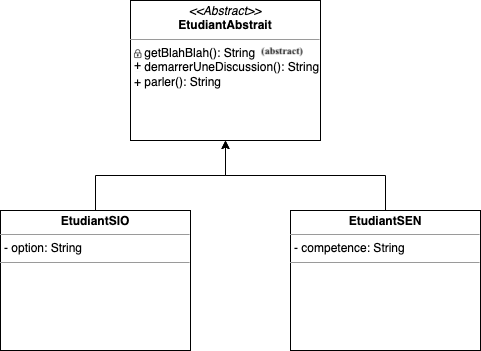 <<Abstract>>
EtudiantAbstrait
getBlahBlah(): String (abstract)
+ demarrerUneDiscussion(): String
+ parler(): String
EtudiantSIO
- option: String
EtudiantSEN
- competence: String